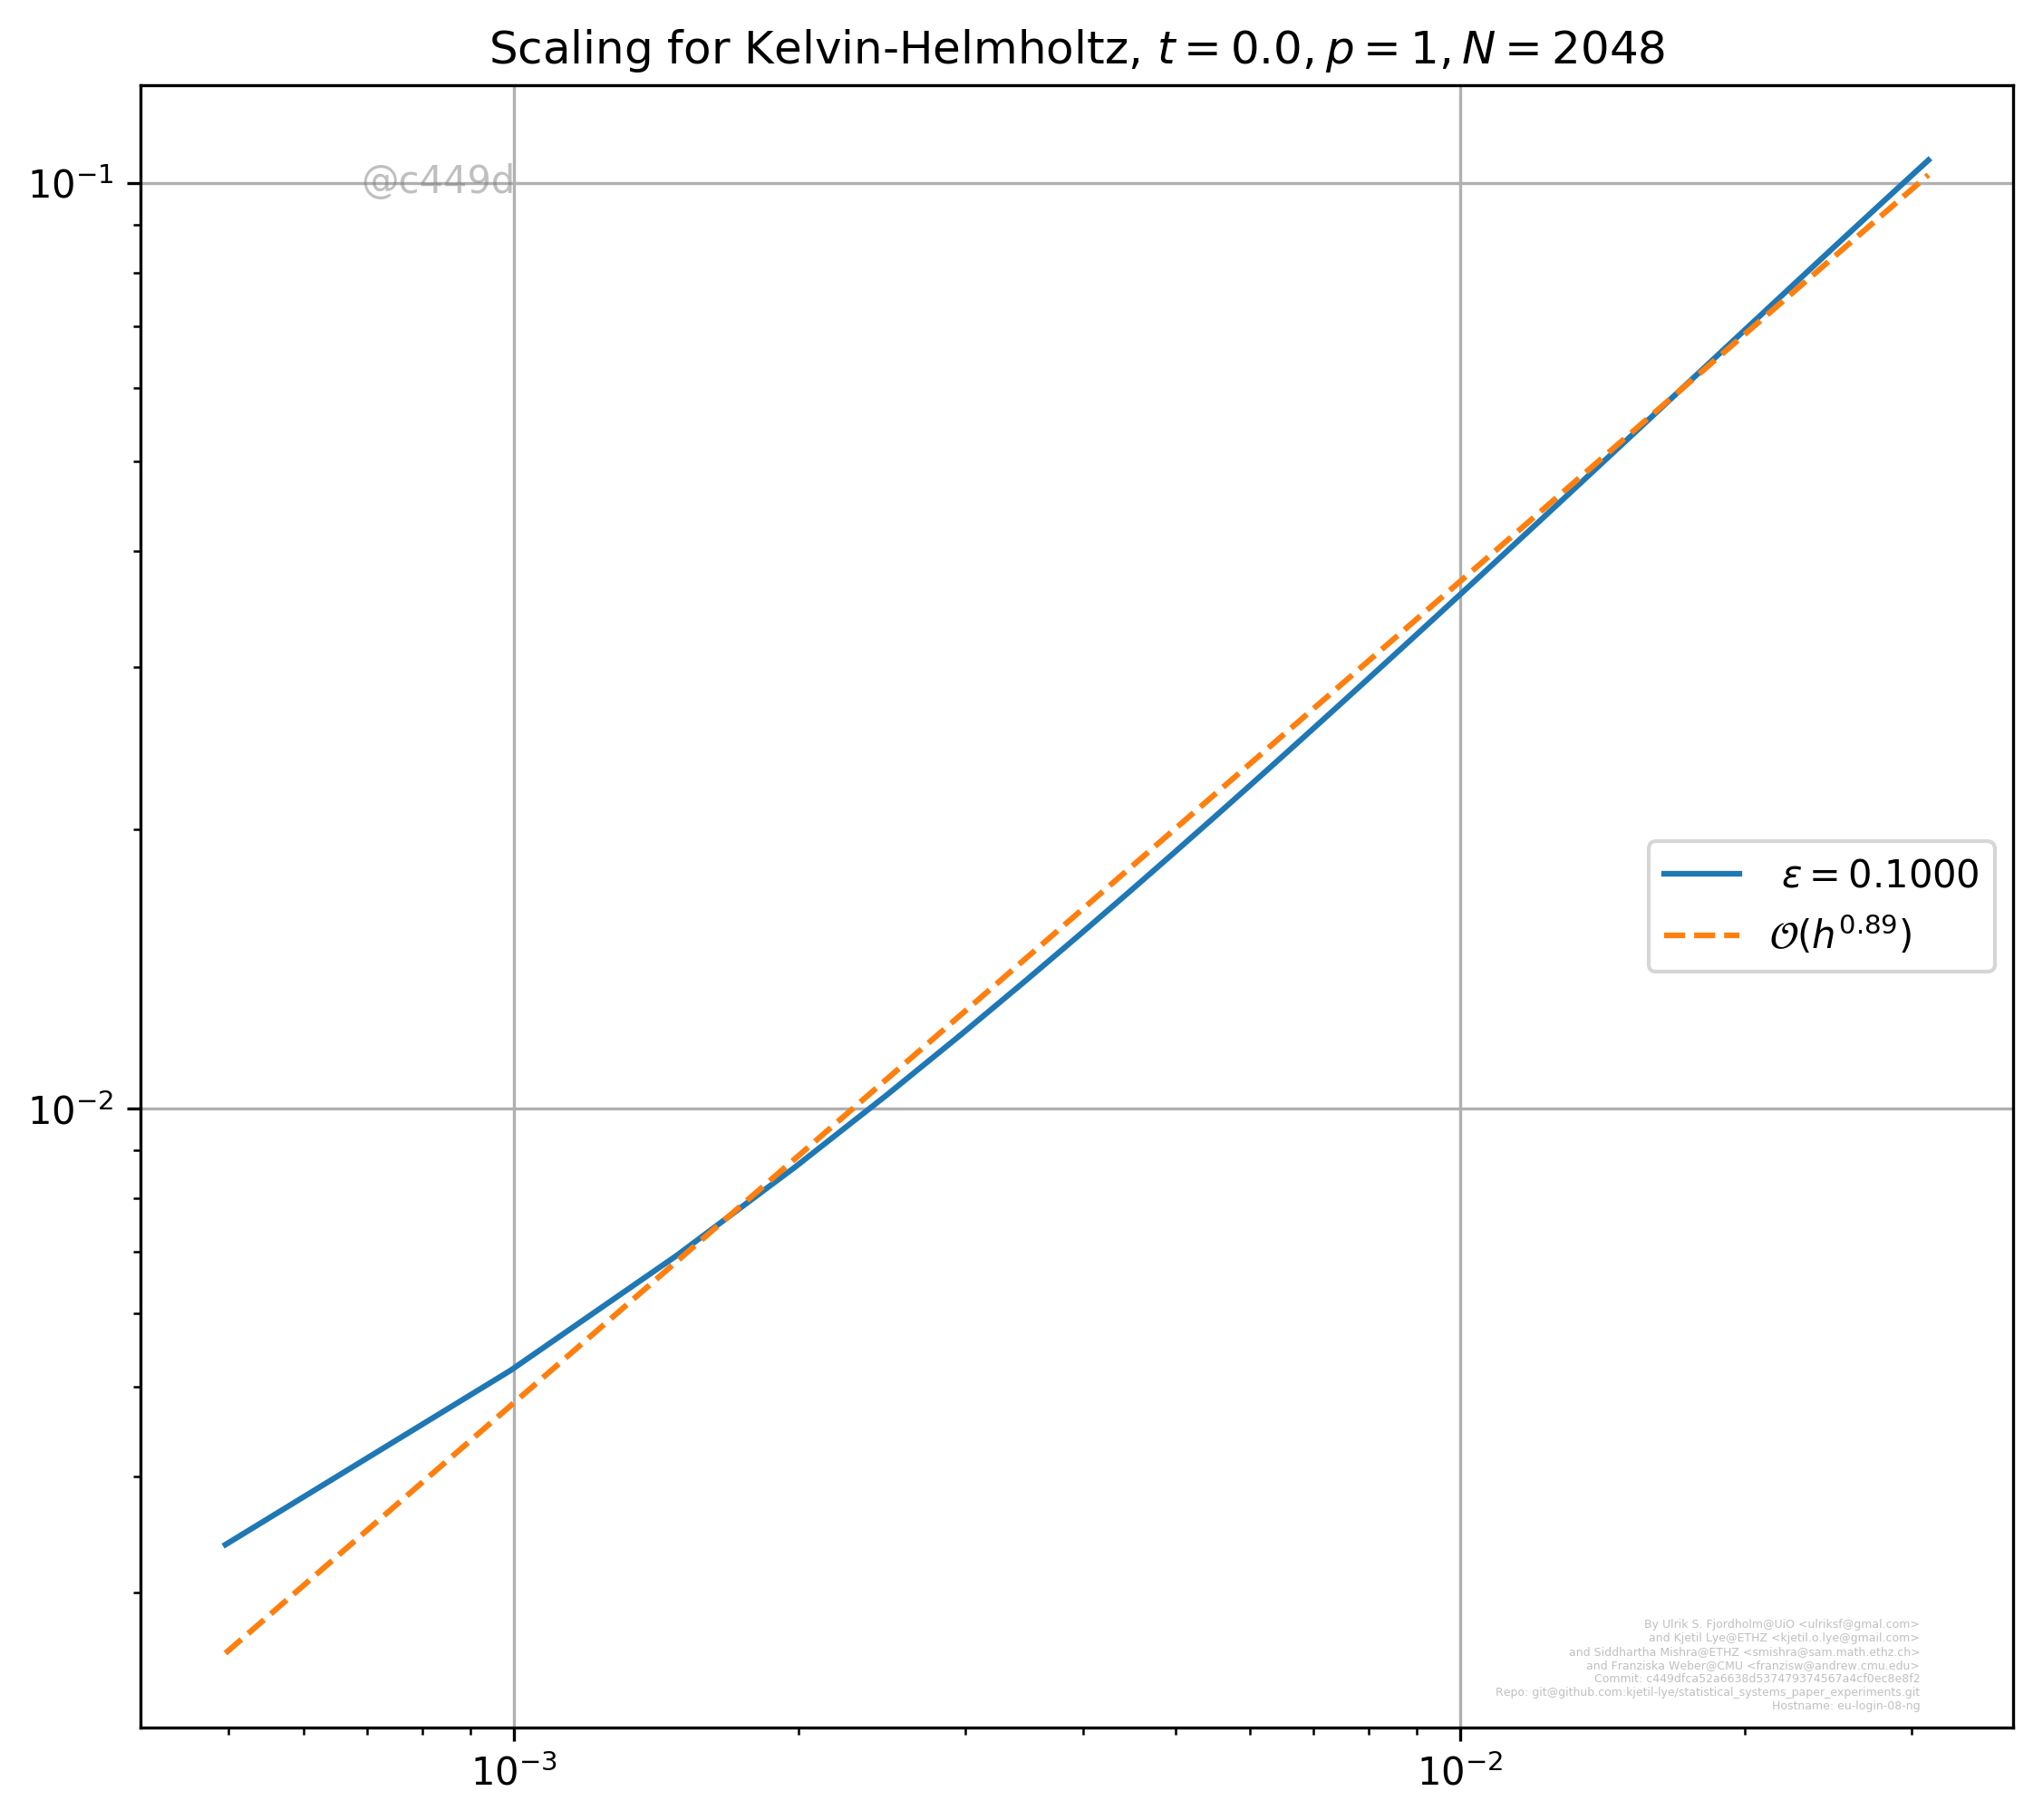 Scaling for Kelvin-Helmholtz, t = 0.0, p = 1, N = 2048
@c449d
10⁻¹
10⁻²
ε = 0.1000
𝒪(h⁰·⁸⁹)
By Ulrik S. Fjordholm@UiO <ulriksf@gmal.com>
and Kjetil Lye@ETHZ <kjetil.o.lye@gmail.com>
and Siddhartha Mishra@ETHZ <smishra@sam.math.ethz.ch>
and Franziska Weber@CMU <franzisw@andrew.cmu.edu>
Commit: c449dfca52a6638d537479374567a4cf0ec8e8f2
Repo: git@github.com:kjetil-lye/statistical_systems_paper_experiments.git
Hostname: eu-login-08-ng
10⁻³
10⁻²